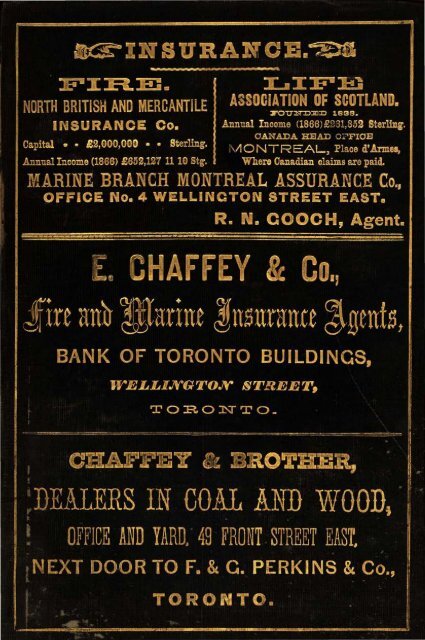 INSURANCE.
FIRE.
NORTH BRITISH AND MERCANTILE
INSURANCE Co.
Capital • • £2,000,000 • • Sterling.
Annual Income (1866) £652,127 11 10 Stg.
LIFE
ASSOCIATION OF SCOTLAND.
FOUNDED 1838.
Annual Income (1866) £231,852 Sterling.
CANADA HEAD OFFICE
MONTREAL, Place d'Armes,
Where Canadian claims are paid.
MARINE BRANCH MONTREAL ASSURANCE Co.,
OFFICE No. 4 WELLINGTON STREET EAST.
R. N. GOOCH, Agent.
E. CHAFFEY & Co.,
Fire and Marine Insurance Agents,
BANK OF TORONTO BUILDINGS,
WELLINGTON STREET,
TORONTO.
CHAFFEY & BROTHER,
DEALERS IN COAL AND WOOD,
OFFICE AND YARD, 49 FRONT STREET EAST,
NEXT DOOR TO F. & G. PERKINS & Co.,
TORONTO.